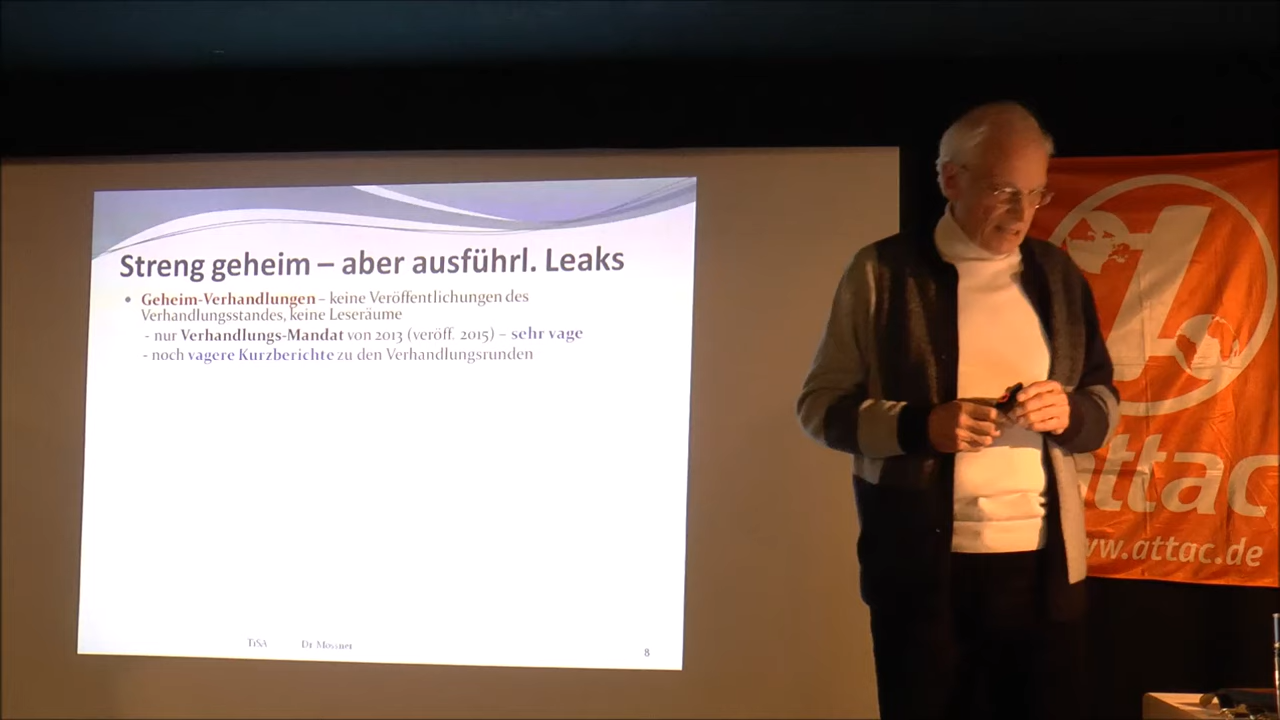 Streng geheim – aber ausführl. Leaks
• Geheim-Verhandlungen – keine Veröffentlichungen des
Verhandlungsstandes, keine Leseräume
- nur Verhandlungs-Mandat von 2013 (veröff. 2015) – sehr vage
- noch vagere Kurzberichte zu den Verhandlungsrunden
TiSA Dr Mossner
8
attac
www.attac.de